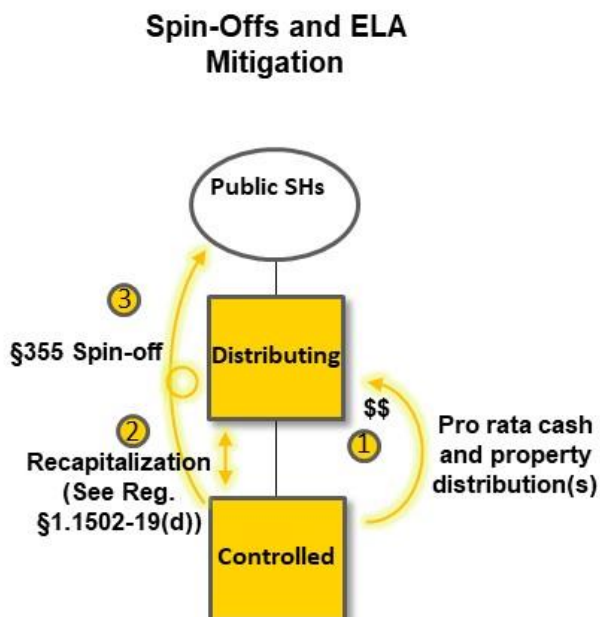 Spin-Offs and ELA
Mitigation
Public SHs
3
§355 Spin-off
Distributing
$$
1
Pro rata cash
and property
distribution(s)
2
Recapitalization
(See Reg.
§1.1502-19(d))
Controlled